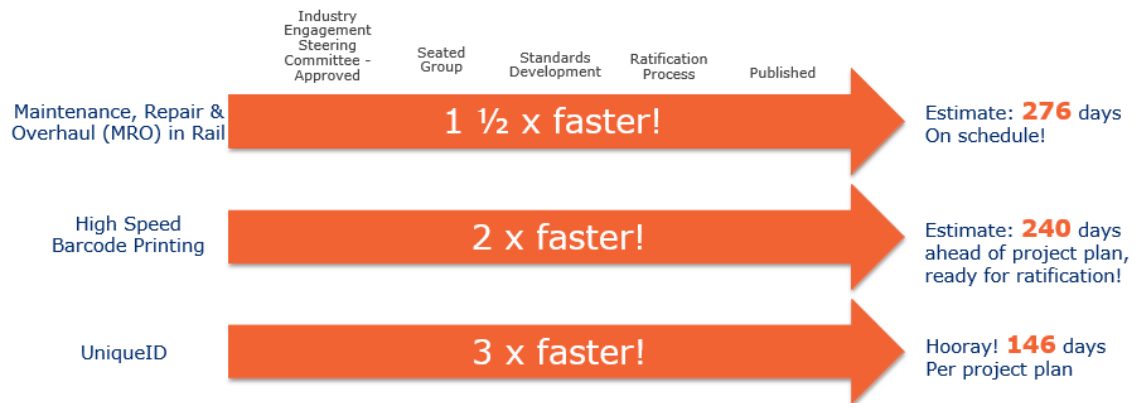 Industry
Engagement
Steering
Committee -
Approved
Seated
Group
Standards
Development
Ratification
Process
Published
Maintenance, Repair &
Overhaul (MRO) in Rail
1 ½ x faster!
Estimate: 276 days
On schedule!
High Speed
Barcode Printing
2 x faster!
Estimate: 240 days
ahead of project plan,
ready for ratification!
UniqueID
3 x faster!
Hooray! 146 days
Per project plan